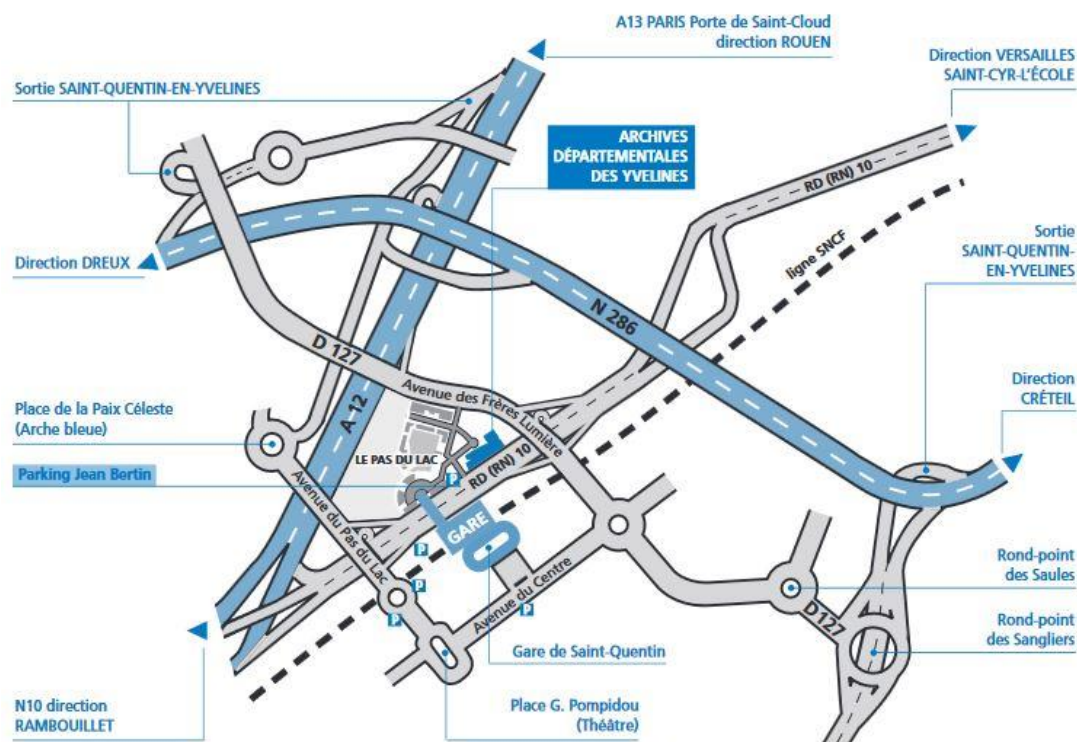 A13 PARIS Porte de Saint-Cloud
direction ROUEN
Direction VERSAILLES
SAINT-CYR-L'ÉCOLE
Sortie SAINT-QUENTIN-EN-YVELINES
ARCHIVES
DÉPARTEMENTALES
DES YVELINES
RD (RN) 10
ligne SNCF
Sortie
SAINT-QUENTIN-
EN-YVELINES
Direction DREUX
N 286
D 127
Avenue des Frères Lumière
A 12
Direction
CRÉTEIL
Place de la Paix Céleste
(Arche bleue)
LE PAS DU LAC
RD (RN) 10
Parking Jean Bertin
P
Avenue du Pas du Lac
GARE
P
P
P
P
Avenue du Centre
Rond-point
des Saules
D127
Rond-point
des Sangliers
Gare de Saint-Quentin
N10 direction
RAMBOUILLET
Place G. Pompidou
(Théâtre)